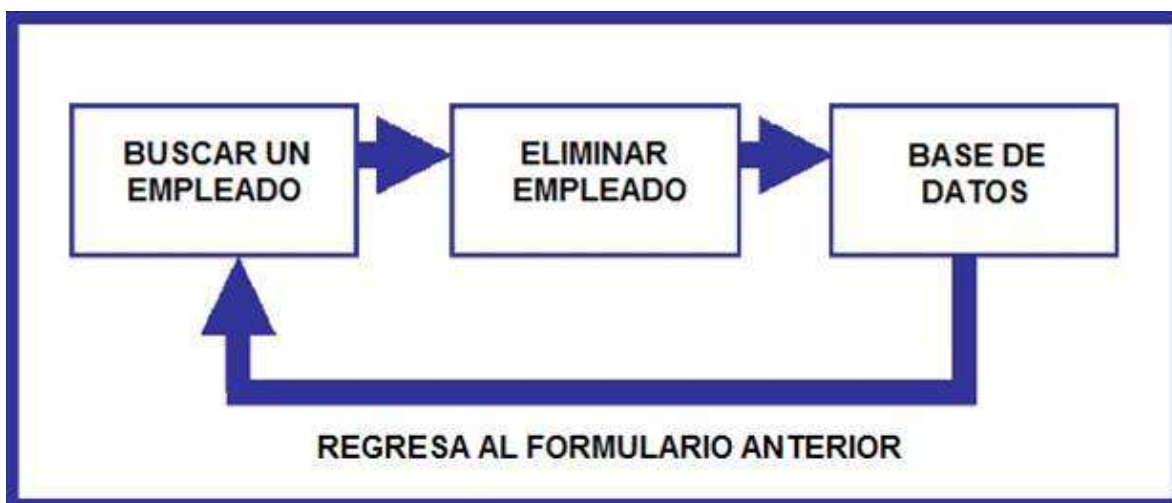 BUSCAR UN
EMPLEADO
ELIMINAR
EMPLEADO
BASE DE
DATOS
REGRESA AL FORMULARIO ANTERIOR